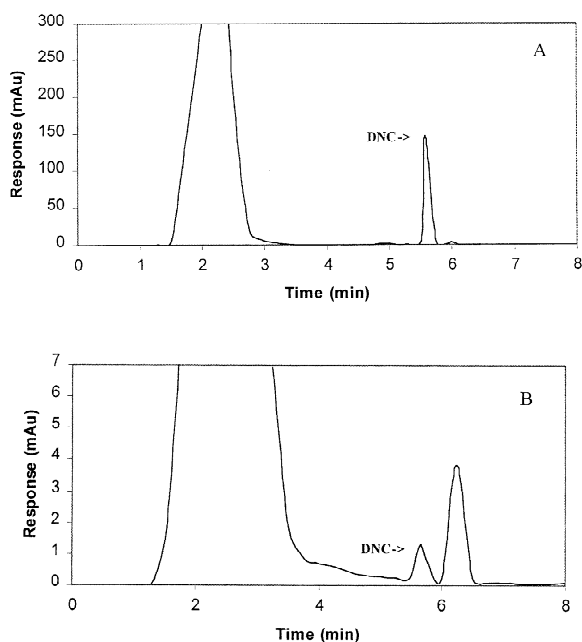 300
A
250
200
150
DNC->
100
50
0
Response (mAu)
0 1 2 3 4 5 6 7 8
Time (min)
7
B
6
5
4
3
2
1
DNC->
0
Response (mAu)
0 2 4 6 8
Time (min)